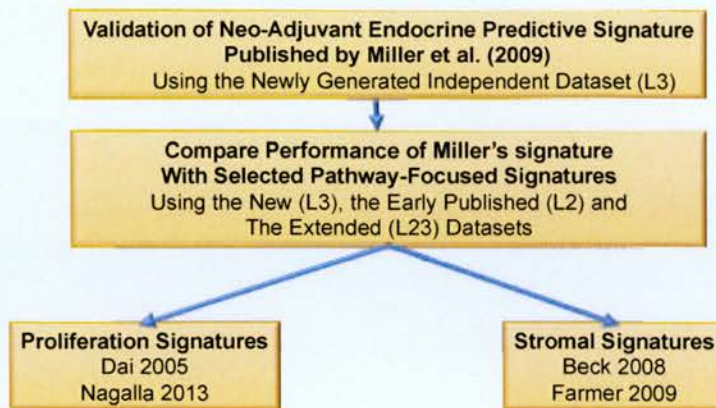 Validation of Neo-Adjuvant Endocrine Predictive Signature
Published by Miller et al. (2009)
Using the Newly Generated Independent Dataset (L3)
Compare Performance of Miller's signature
With Selected Pathway-Focused Signatures
Using the New (L3), the Early Published (L2) and
The Extended (L23) Datasets
Proliferation Signatures
Dai 2005
Nagalla 2013
Stromal Signatures
Beck 2008
Farmer 2009